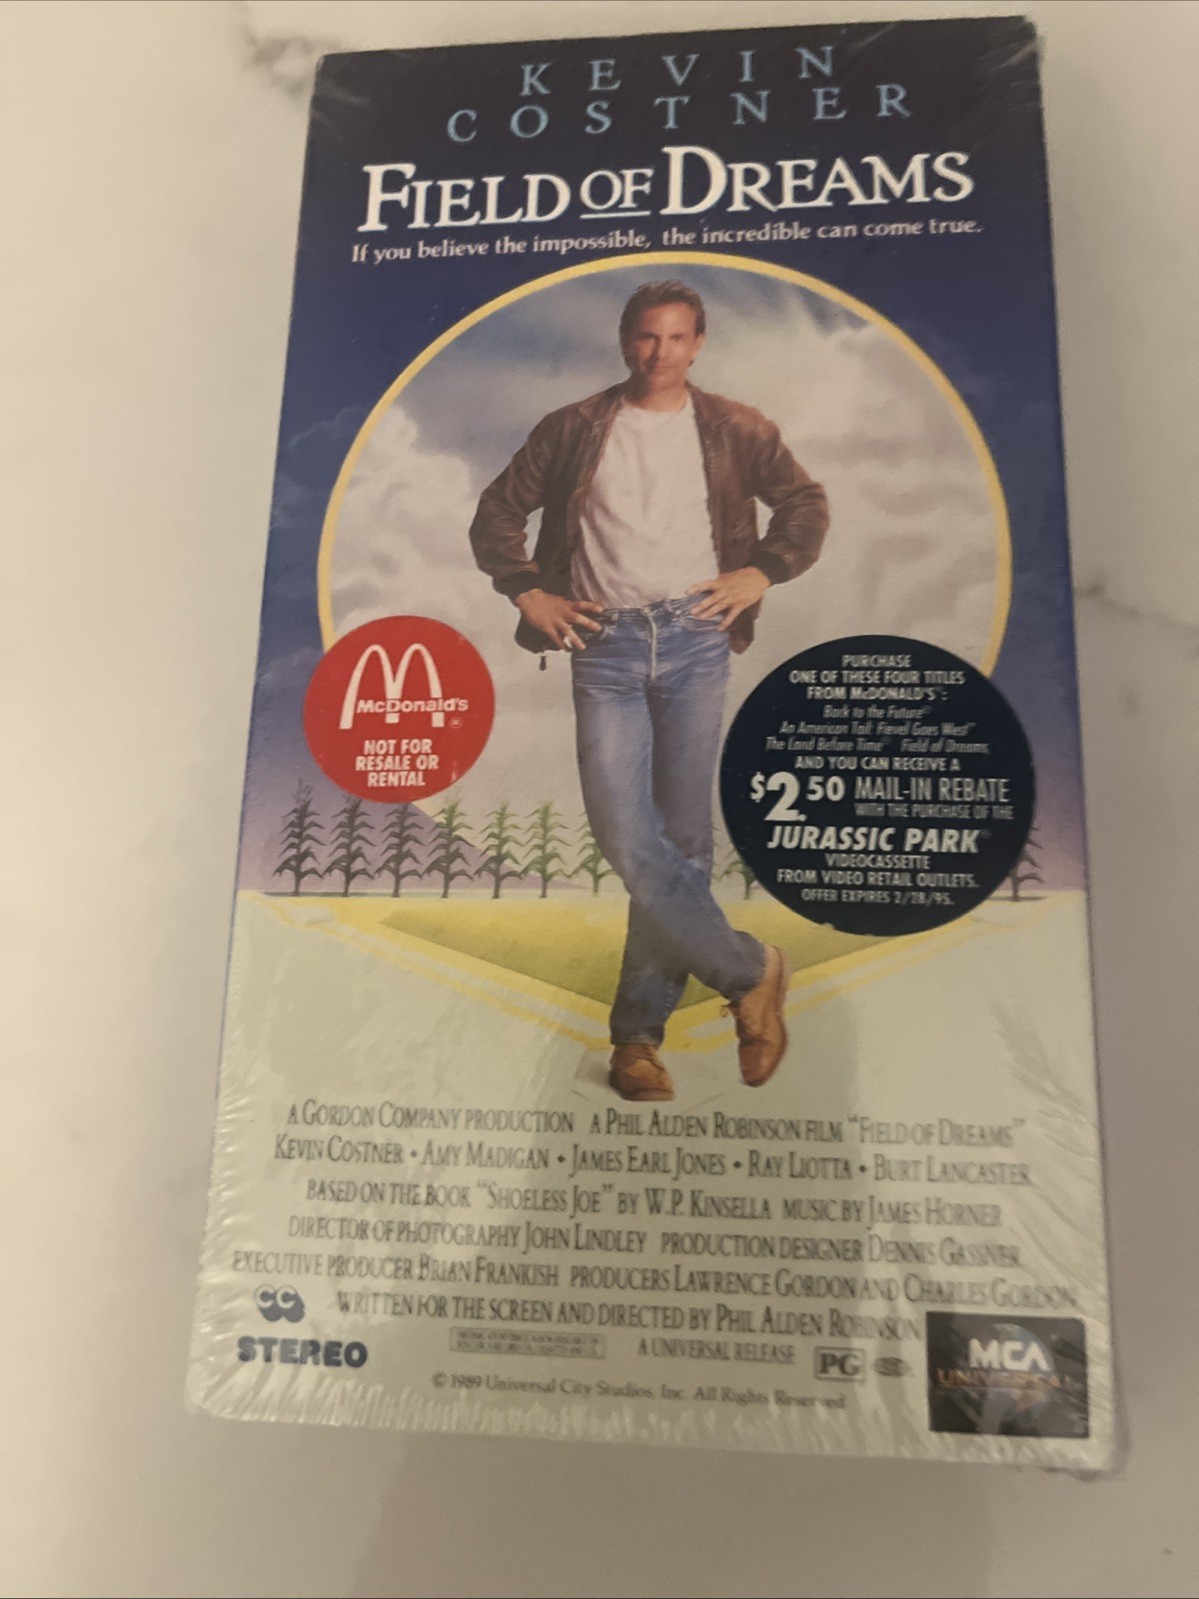 KEVIN
COSTNER
FIELD OF DREAMS
If you believe the impossible, the incredible can come true.
McDonald's
NOT FOR
RESALE OR
RENTAL
PURCHASE
ONE OF THESE FOUR TITLES
FROM McDONALD'S®:
Back to the Future®
An American Tail: Fievel Goes West™
The Land Before Time® Field of Dreams
AND YOU CAN RECEIVE A
$2.50 MAIL-IN REBATE
WITH THE PURCHASE OF THE
JURASSIC PARK®
VIDEOCASSETTE
FROM VIDEO RETAIL OUTLETS.
OFFER EXPIRES 2/28/95.
A GORDON COMPANY PRODUCTION A PHIL ALDEN ROBINSON FILM "FIELD OF DREAMS"
KEVIN COSTNER • AMY MADIGAN • JAMES EARL JONES • RAY LIOTTA • BURT LANCASTER
BASED ON THE BOOK "SHOELESS JOE" BY W.P. KINSELLA MUSIC BY JAMES HORNER
DIRECTOR OF PHOTOGRAPHY JOHN LINDLEY PRODUCTION DESIGNER DENNIS GASSNER
EXECUTIVE PRODUCER BRIAN FRANKISH PRODUCERS LAWRENCE GORDON AND CHARLES GORDON
WRITTEN FOR THE SCREEN AND DIRECTED BY PHIL ALDEN ROBINSON
CC
STEREO
A UNIVERSAL RELEASE
PG
© 1989 Universal City Studios, Inc. All Rights Reserved
MCA
UNIVERSAL